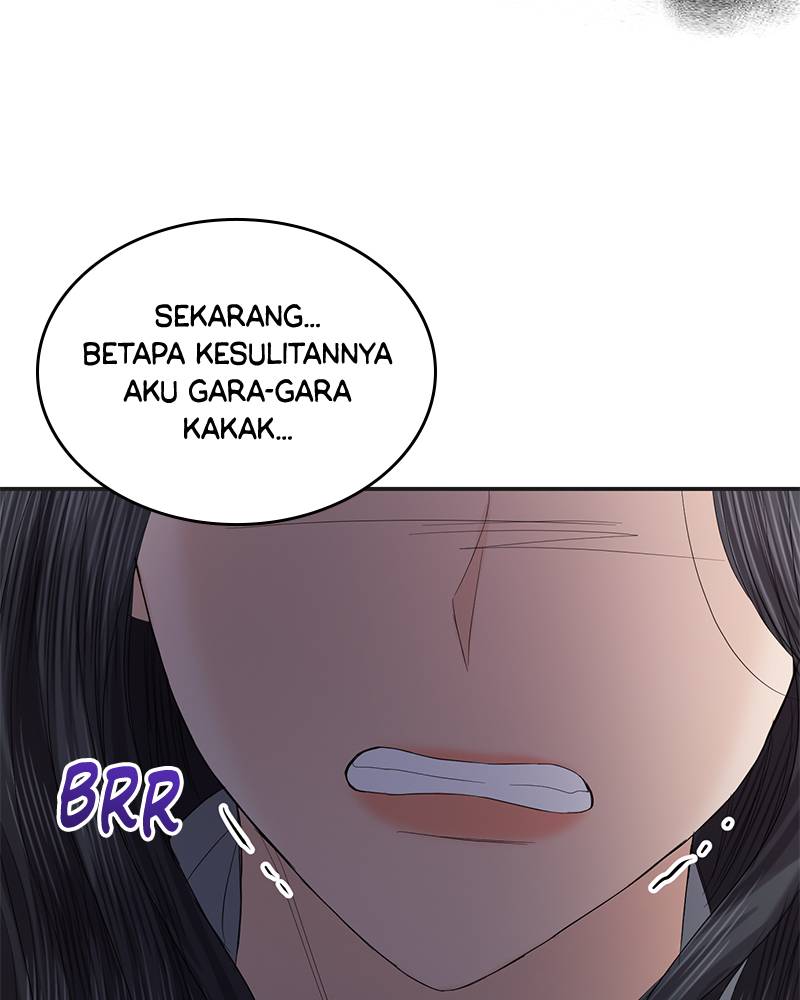 SEKARANG...
BETAPA KESULITANNYA
AKU GARA-GARA
KAKAK...
BRR